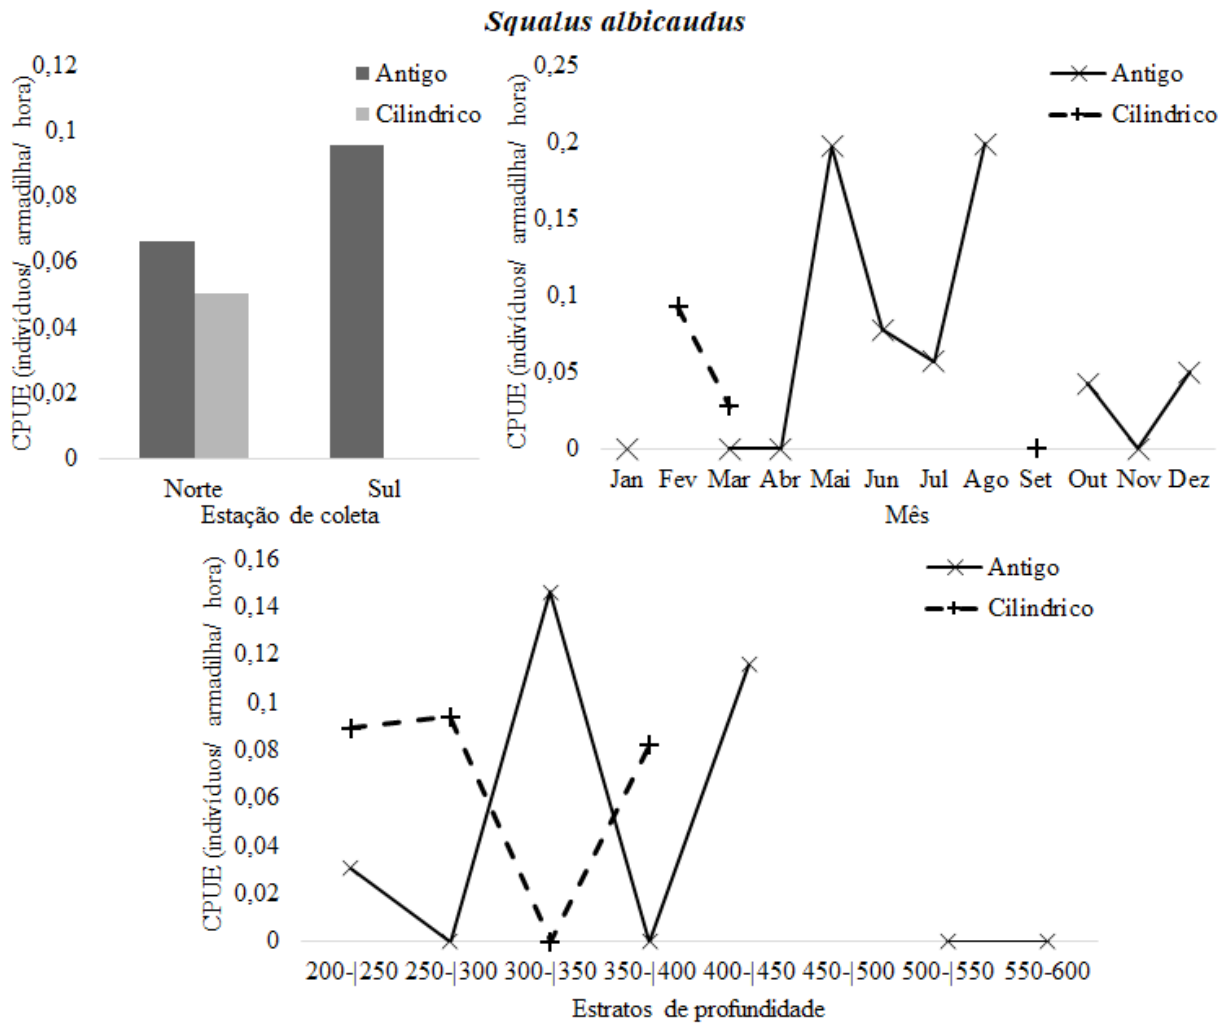 Squalus albicaudus
CPUE (indivíduos/ armadilha/ hora)
0,12
0,1
0,08
0,06
0,04
0,02
0
Antigo
Cilindrico
Norte Sul
Estação de coleta
CPUE (indivíduos/ armadilha/ hora)
0,25
0,2
0,15
0,1
0,05
0
Antigo
Cilindrico
Jan Fev Mar Abr Mai Jun Jul Ago Set Out Nov Dez
Mês
CPUE (indivíduos/ armadilha/ hora)
0,16
0,14
0,12
0,1
0,08
0,06
0,04
0,02
0
Antigo
Cilindrico
200-|250 250-|300 300-|350 350-|400 400-|450 450-|500 500-|550 550-|600
Estratos de profundidade